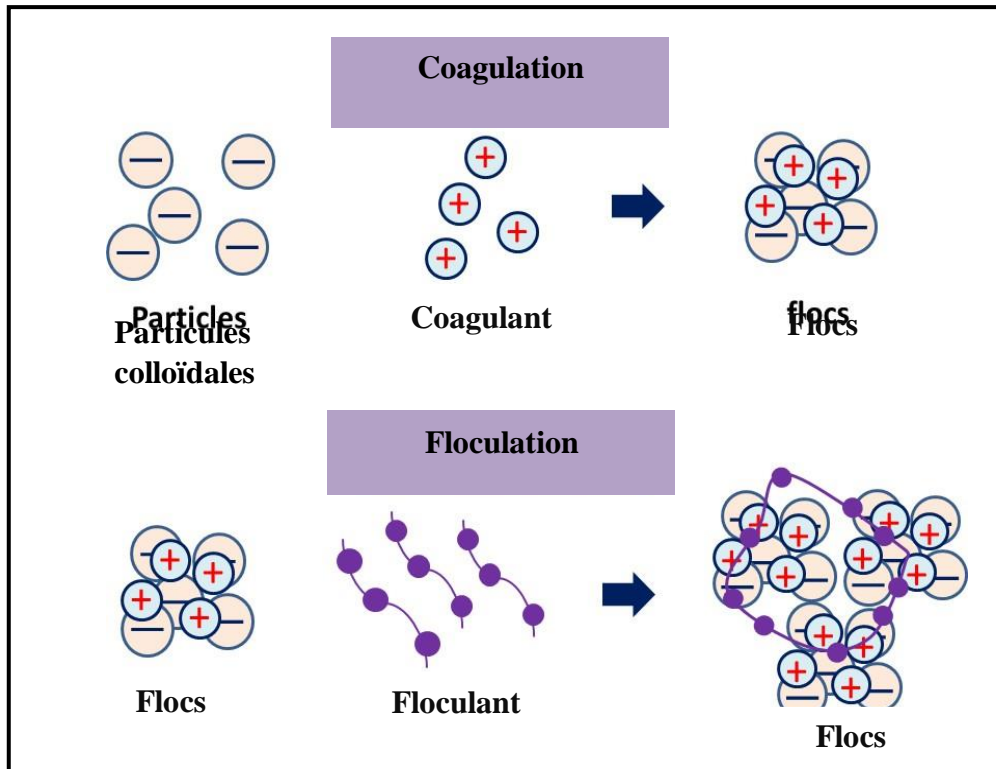 Coagulation
Particles
Particules
colloïdales
Coagulant
flocs
Flocs
Floculation
Flocs
Floculant
Flocs